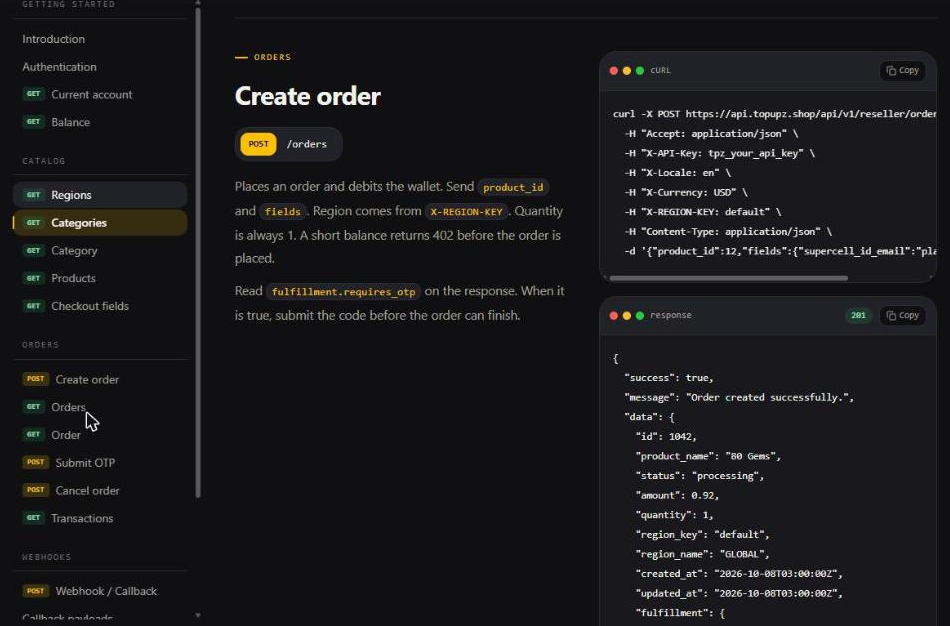 GETTING STARTED
Introduction
Authentication
GET Current account
GET Balance
CATALOG
GET Regions
GET Categories
GET Category
GET Products
GET Checkout fields
ORDERS
POST Create order
GET Orders
GET Order
POST Submit OTP
POST Cancel order
GET Transactions
WEBHOOKS
POST Webhook / Callback
Callback payloads
ORDERS
Create order
POST /orders
Places an order and debits the wallet. Send product_id
and fields. Region comes from X-REGION-KEY. Quantity
is always 1. A short balance returns 402 before the order is
placed.
Read fulfillment.requires_otp on the response. When it
is true, submit the code before the order can finish.
cURL Copy
curl -X POST https://api.topupz.shop/api/v1/reseller/order
-H "Accept: application/json" \
-H "X-API-Key: tpz_your_api_key" \
-H "X-Locale: en" \
-H "X-Currency: USD" \
-H "X-REGION-KEY: default" \
-H "Content-Type: application/json" \
-d '{"product_id":12,"fields":{"supercell_id_email":"pla
response 201 Copy
{
"success": true,
"message": "Order created successfully.",
"data": {
"id": 1042,
"product_name": "80 Gems",
"status": "processing",
"amount": 0.92,
"quantity": 1,
"region_key": "default",
"region_name": "GLOBAL",
"created_at": "2026-10-08T03:00:00Z",
"updated_at": "2026-10-08T03:00:00Z",
"fulfillment": {